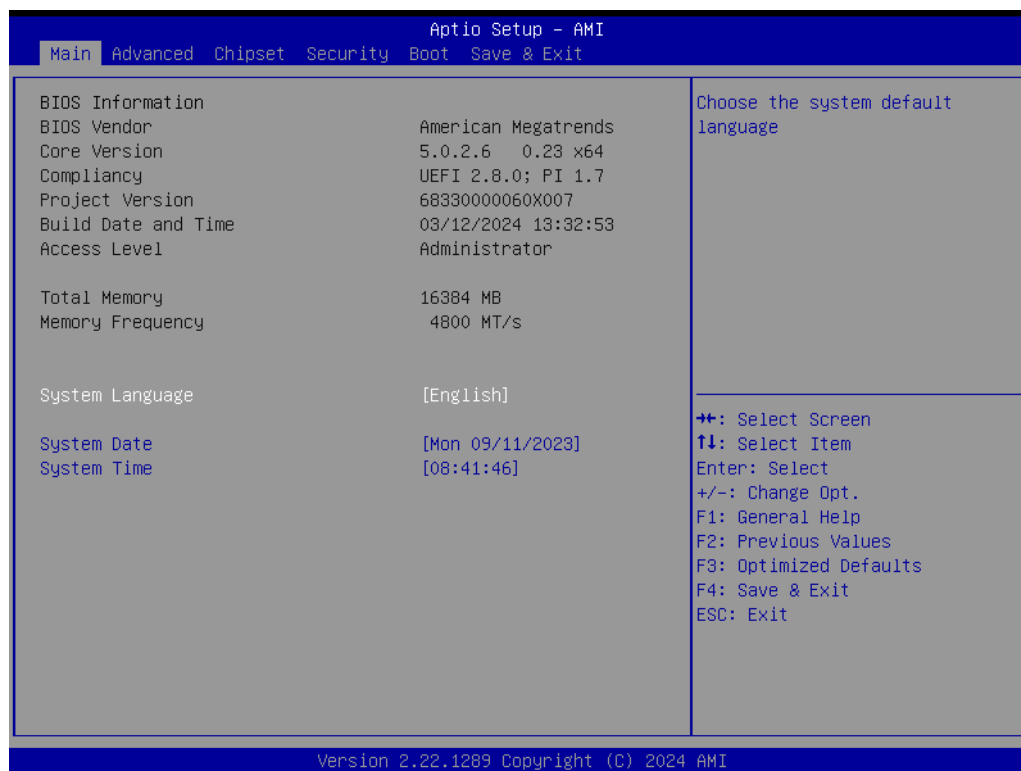 Aptio Setup – AMI
Main Advanced Chipset Security Boot Save & Exit
BIOS Information
BIOS Vendor American Megatrends
Core Version 5.0.2.6 0.23 x64
Compliancy UEFI 2.8.0; PI 1.7
Project Version 68330000060X007
Build Date and Time 03/12/2024 13:32:53
Access Level Administrator
Total Memory 16384 MB
Memory Frequency 4800 MT/s
System Language [English]
System Date [Mon 09/11/2023]
System Time [08:41:46]
Choose the system default
language
→←: Select Screen
↑↓: Select Item
Enter: Select
+/-: Change Opt.
F1: General Help
F2: Previous Values
F3: Optimized Defaults
F4: Save & Exit
ESC: Exit
Version 2.22.1289 Copyright (C) 2024 AMI